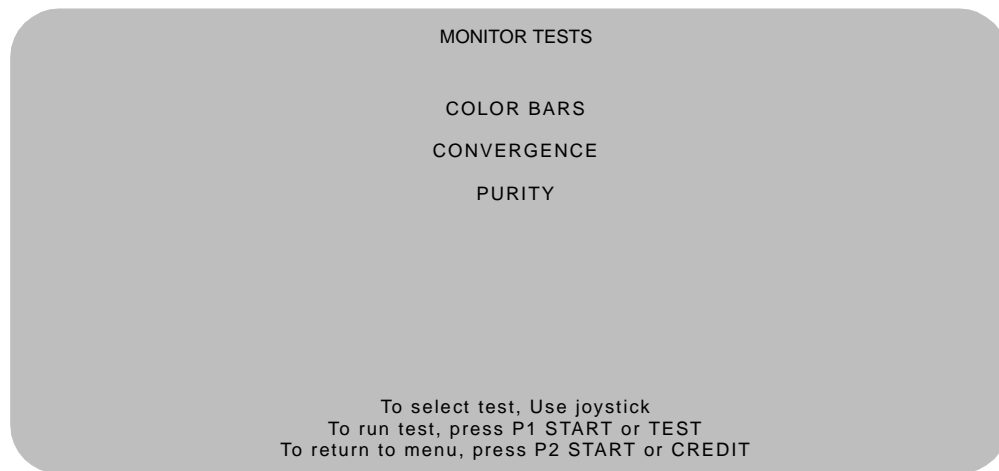 MONITOR TESTS
COLOR BARS
CONVERGENCE
PURITY
To select test, Use joystick
To run test, press P1 START or TEST
To return to menu, press P2 START or CREDIT